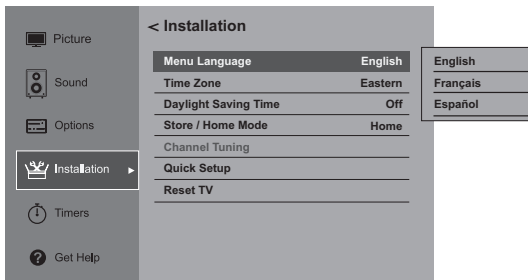 Picture
Sound
Options
Installation
Timers
Get Help
< Installation
Menu Language English
Time Zone Eastern
Daylight Saving Time Off
Store / Home Mode Home
Channel Tuning
Quick Setup
Reset TV
English
Français
Español